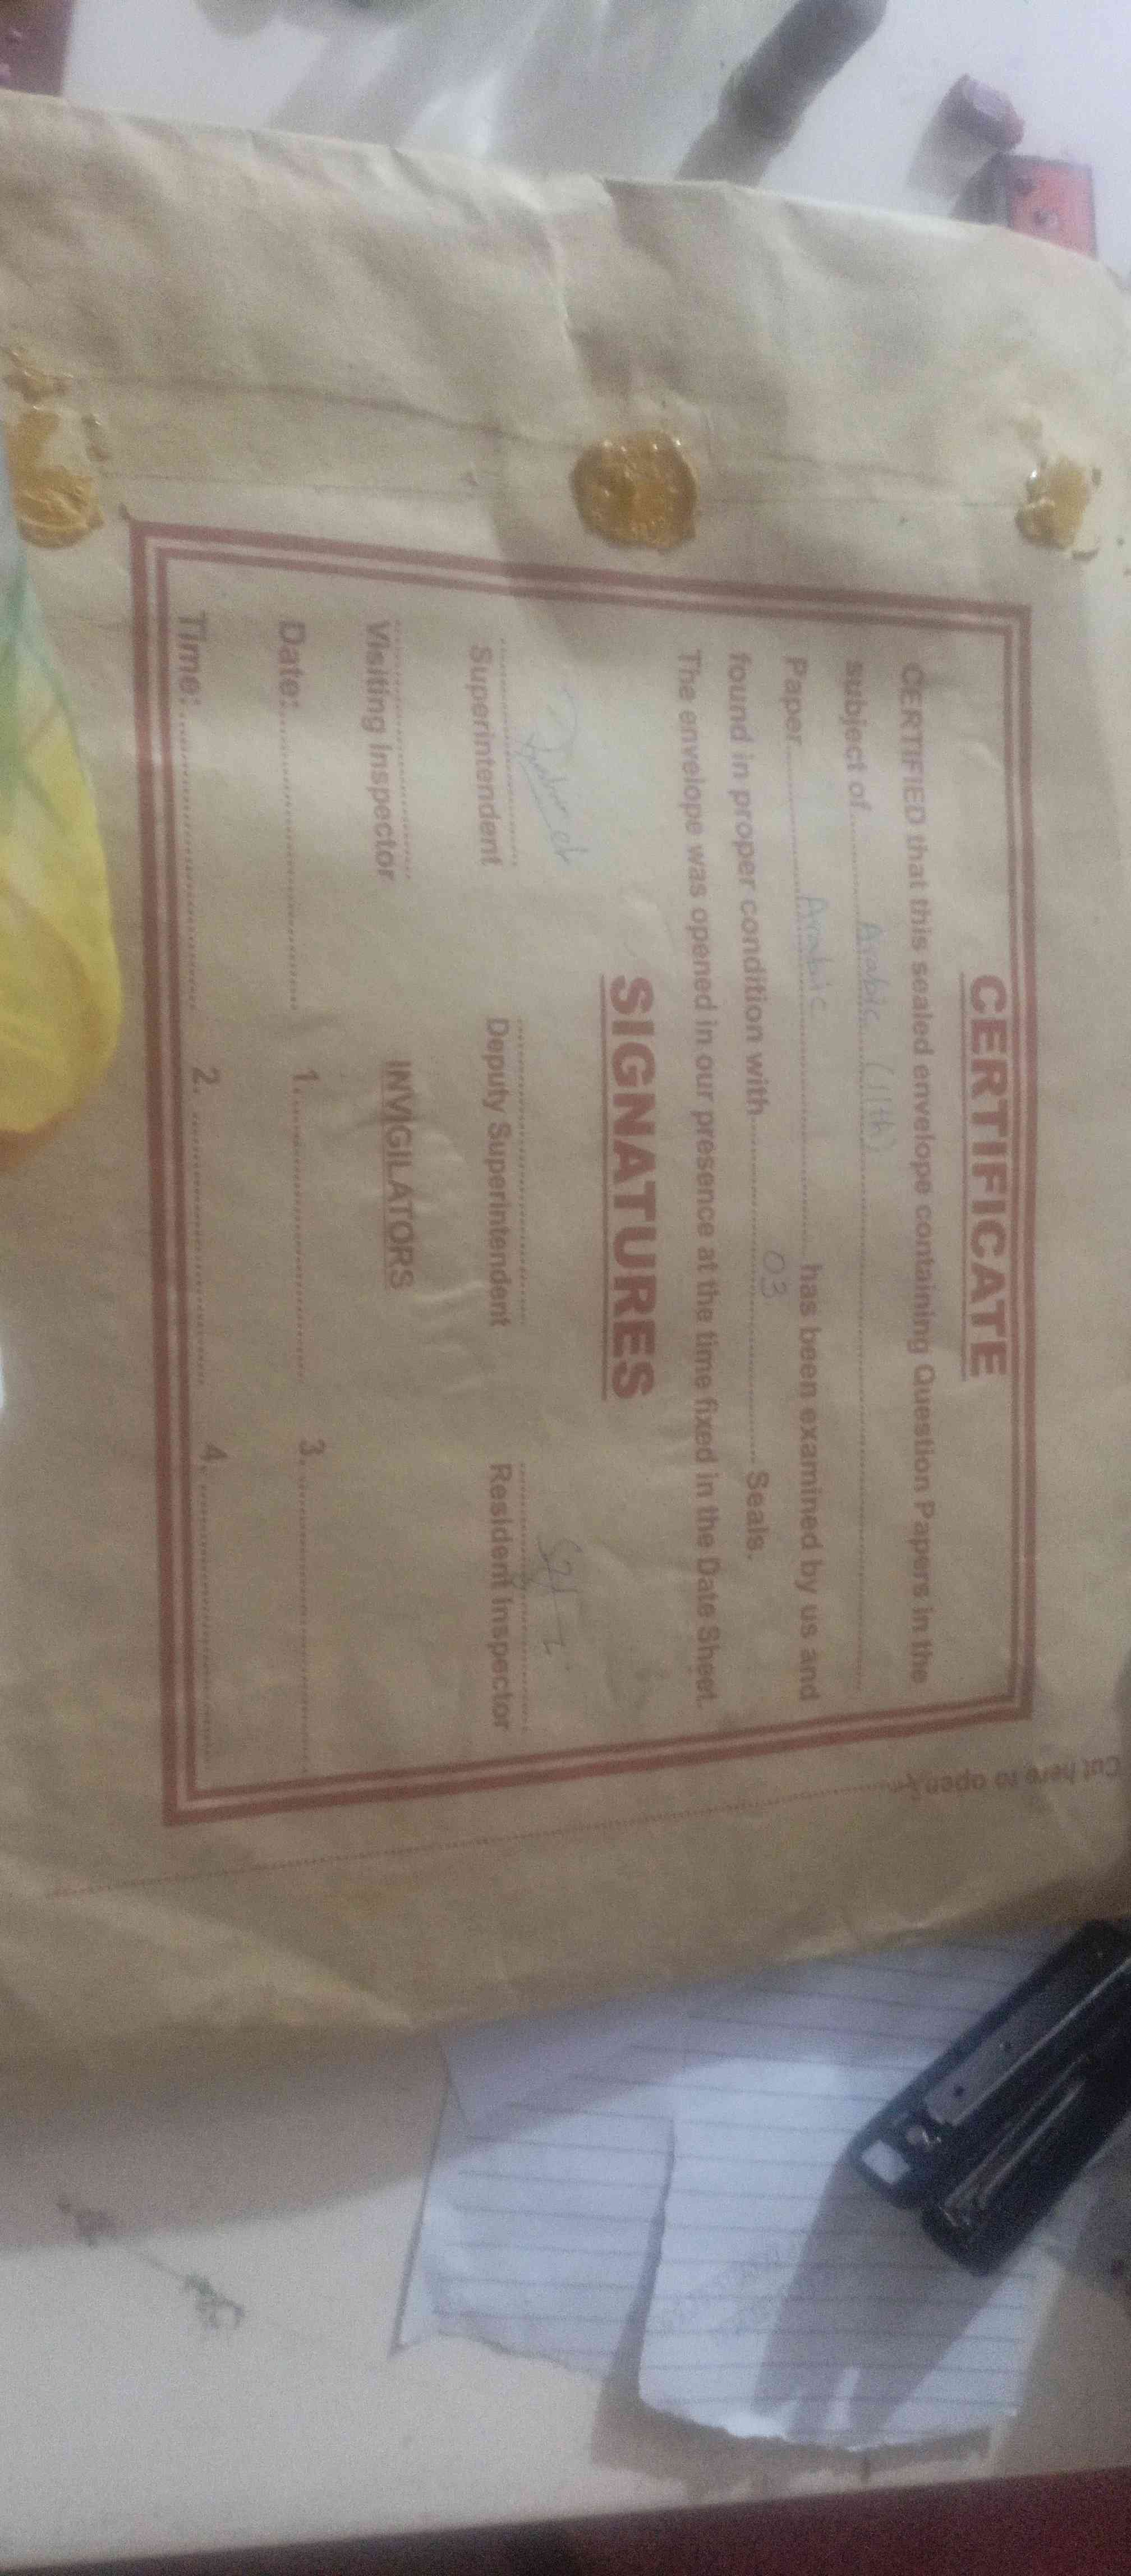 CERTIFICATE
CERTIFIED that this sealed envelope containing Question Papers in the
subject of Arabic (11th)
Paper Arabic has been examined by us and
found in proper condition with 03 Seals.
The envelope was opened in our presence at the time fixed in the Date Sheet.
SIGNATURES
Superintendent Deputy Superintendent Resident Inspector
Visiting Inspector INVIGILATORS
Date: 1. 3.
Time: 2. 4.
Cut here to open